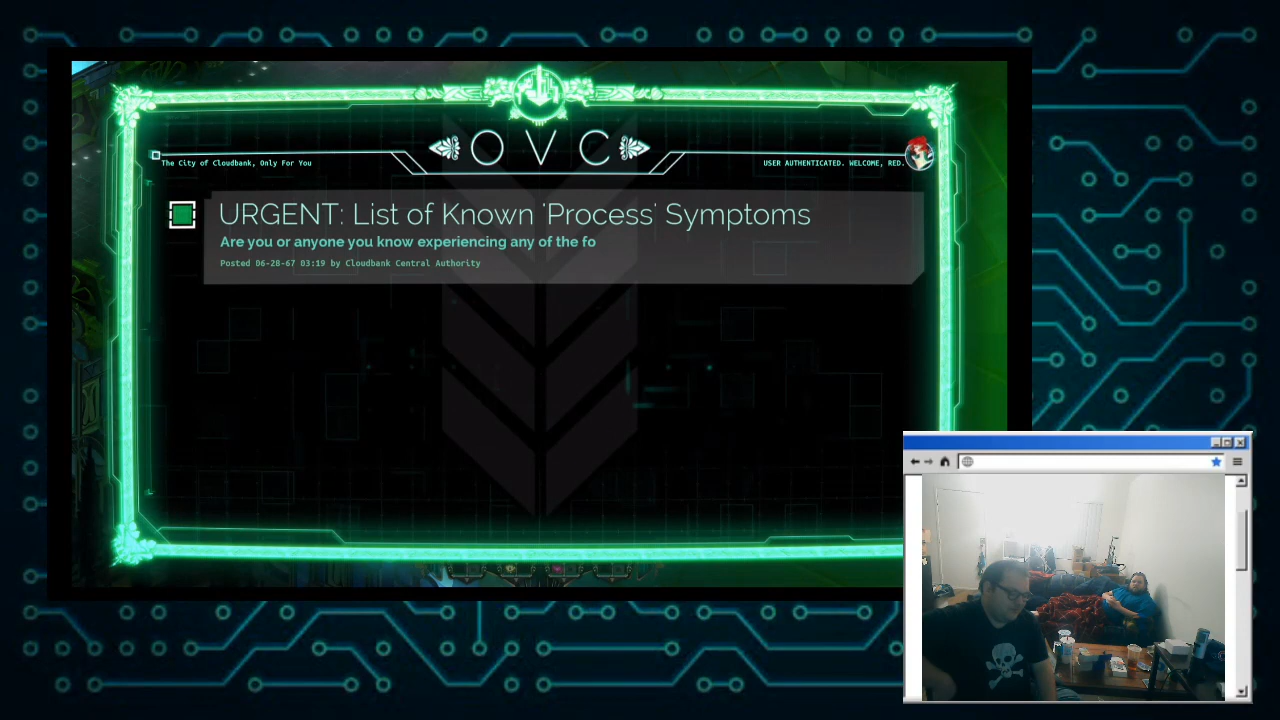 OVC
The City of Cloudbank, Only For You
USER AUTHENTICATED. WELCOME, RED.
URGENT: List of Known 'Process' Symptoms
Are you or anyone you know experiencing any of the fo
Posted 06-28-67 03:19 by Cloudbank Central Authority